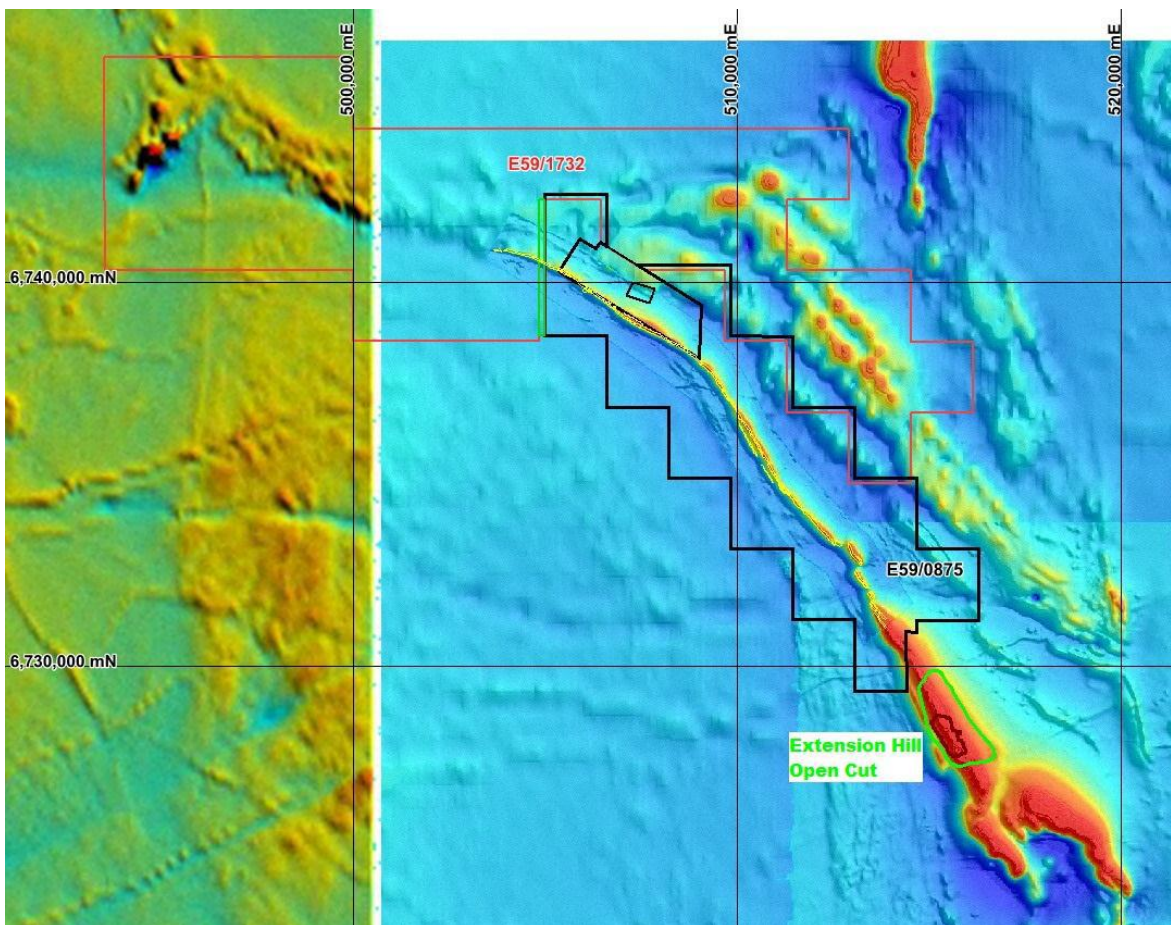 500,000 mE
510,000 mE
520,000 mE
E59/1732
6,740,000 mN
E59/0875
6,730,000 mN
Extension Hill
Open Cut